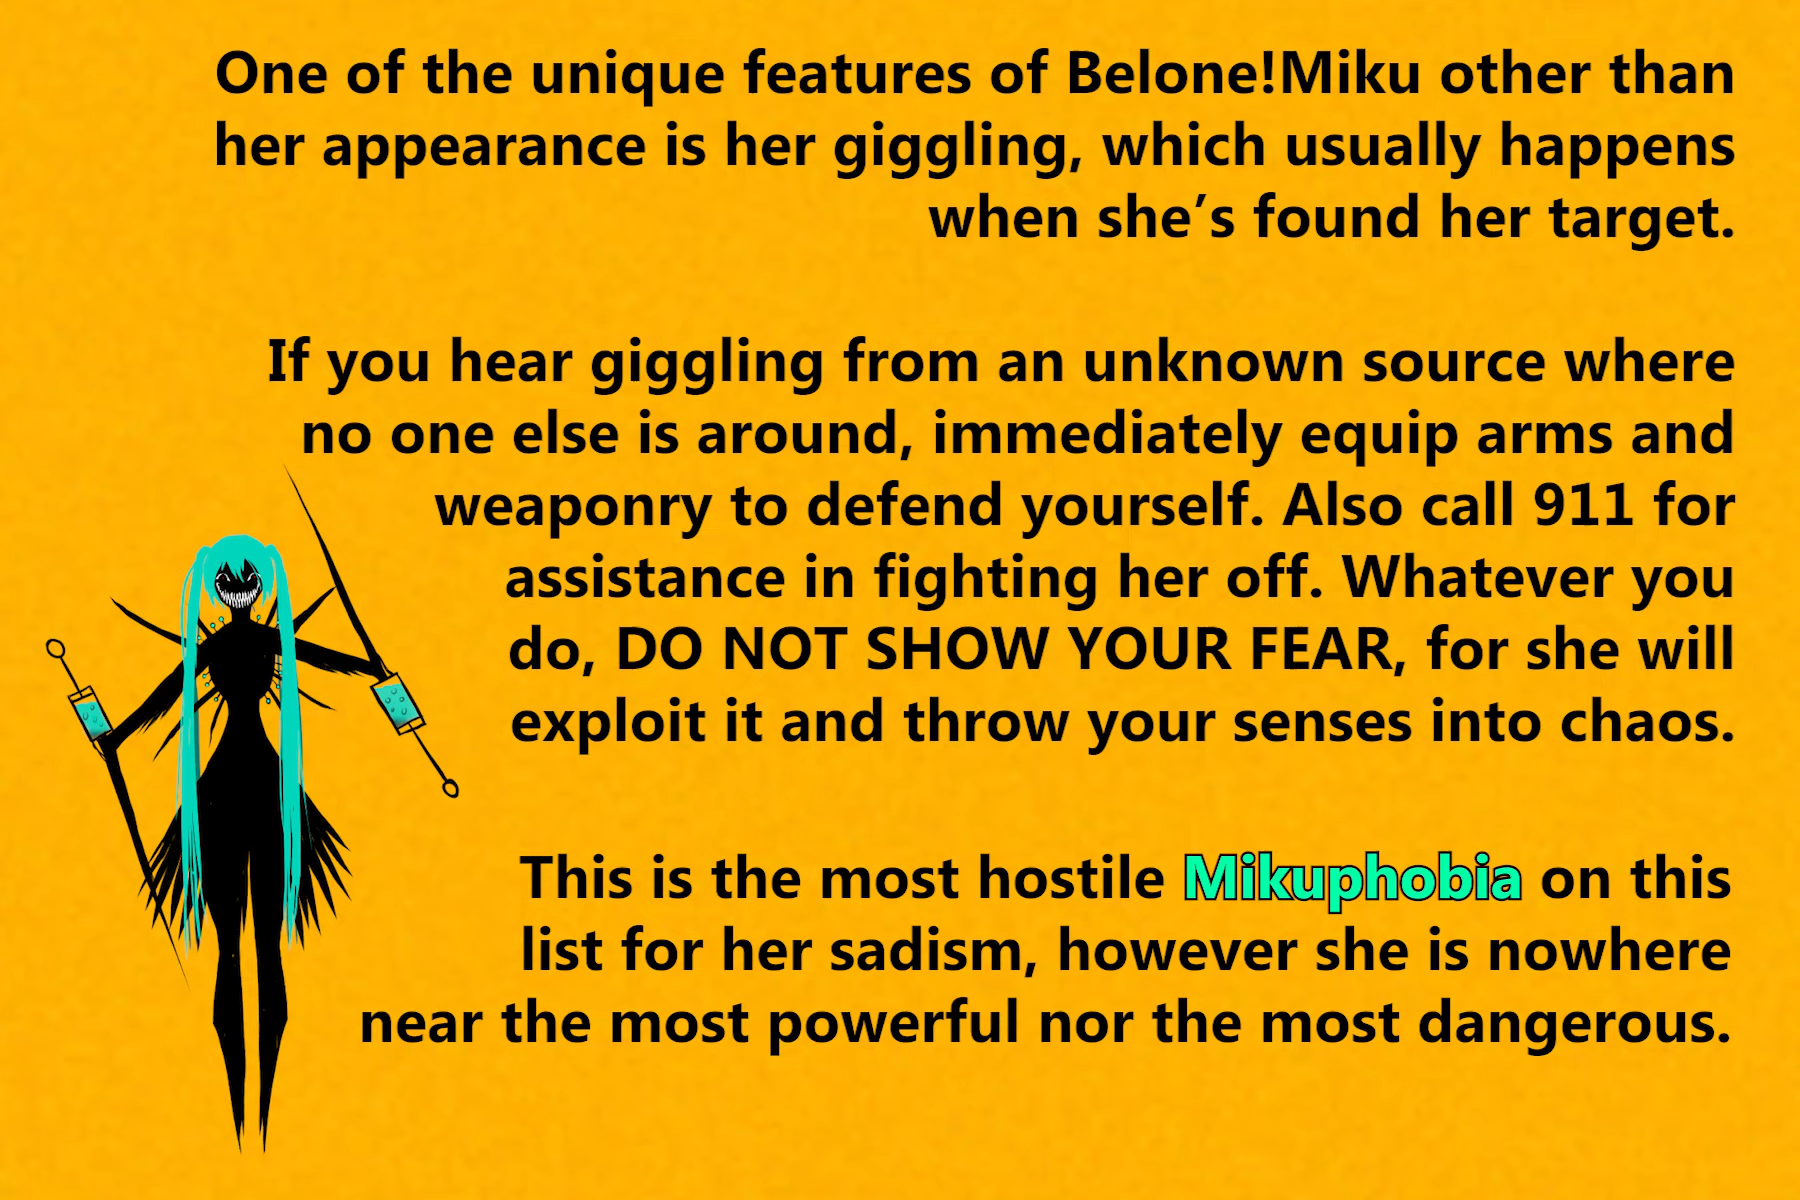 One of the unique features of Belone!Miku other than
her appearance is her giggling, which usually happens
when she’s found her target.
If you hear giggling from an unknown source where
no one else is around, immediately equip arms and
weaponry to defend yourself. Also call 911 for
assistance in fighting her off. Whatever you
do, DO NOT SHOW YOUR FEAR, for she will
exploit it and throw your senses into chaos.
This is the most hostile Mikuphobia on this
list for her sadism, however she is nowhere
near the most powerful nor the most dangerous.